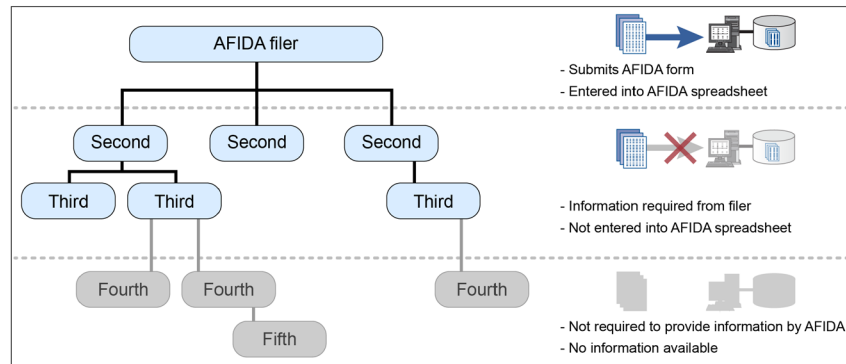 AFIDA filer
- Submits AFIDA form
- Entered into AFIDA spreadsheet
Second
Second
Second
Third
Third
Third
- Information required from filer
- Not entered into AFIDA spreadsheet
Fourth
Fourth
Fourth
Fifth
- Not required to provide information by AFIDA
- No information available